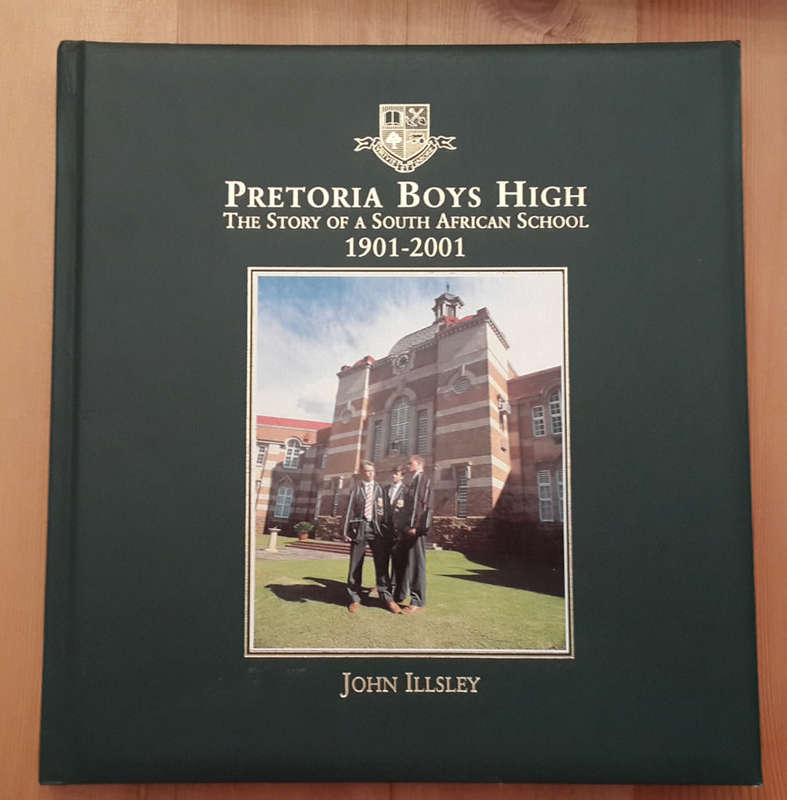 PRETORIA BOYS HIGH
THE STORY OF A SOUTH AFRICAN SCHOOL
1901-2001
JOHN ILLSLEY